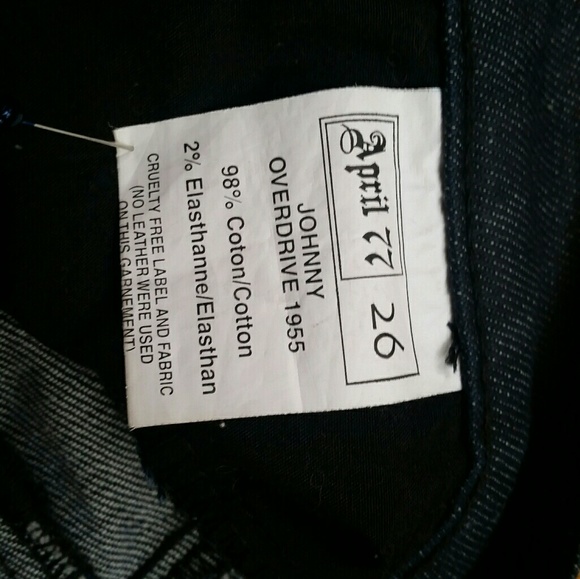 April 77 26
JOHNNY
OVERDRIVE 1955
98% Coton/Cotton
2% Elasthanne/Elasthan
CRUELTY FREE LABEL AND FABRIC
(NO LEATHER WERE USED
ON THIS GARNEMENT)